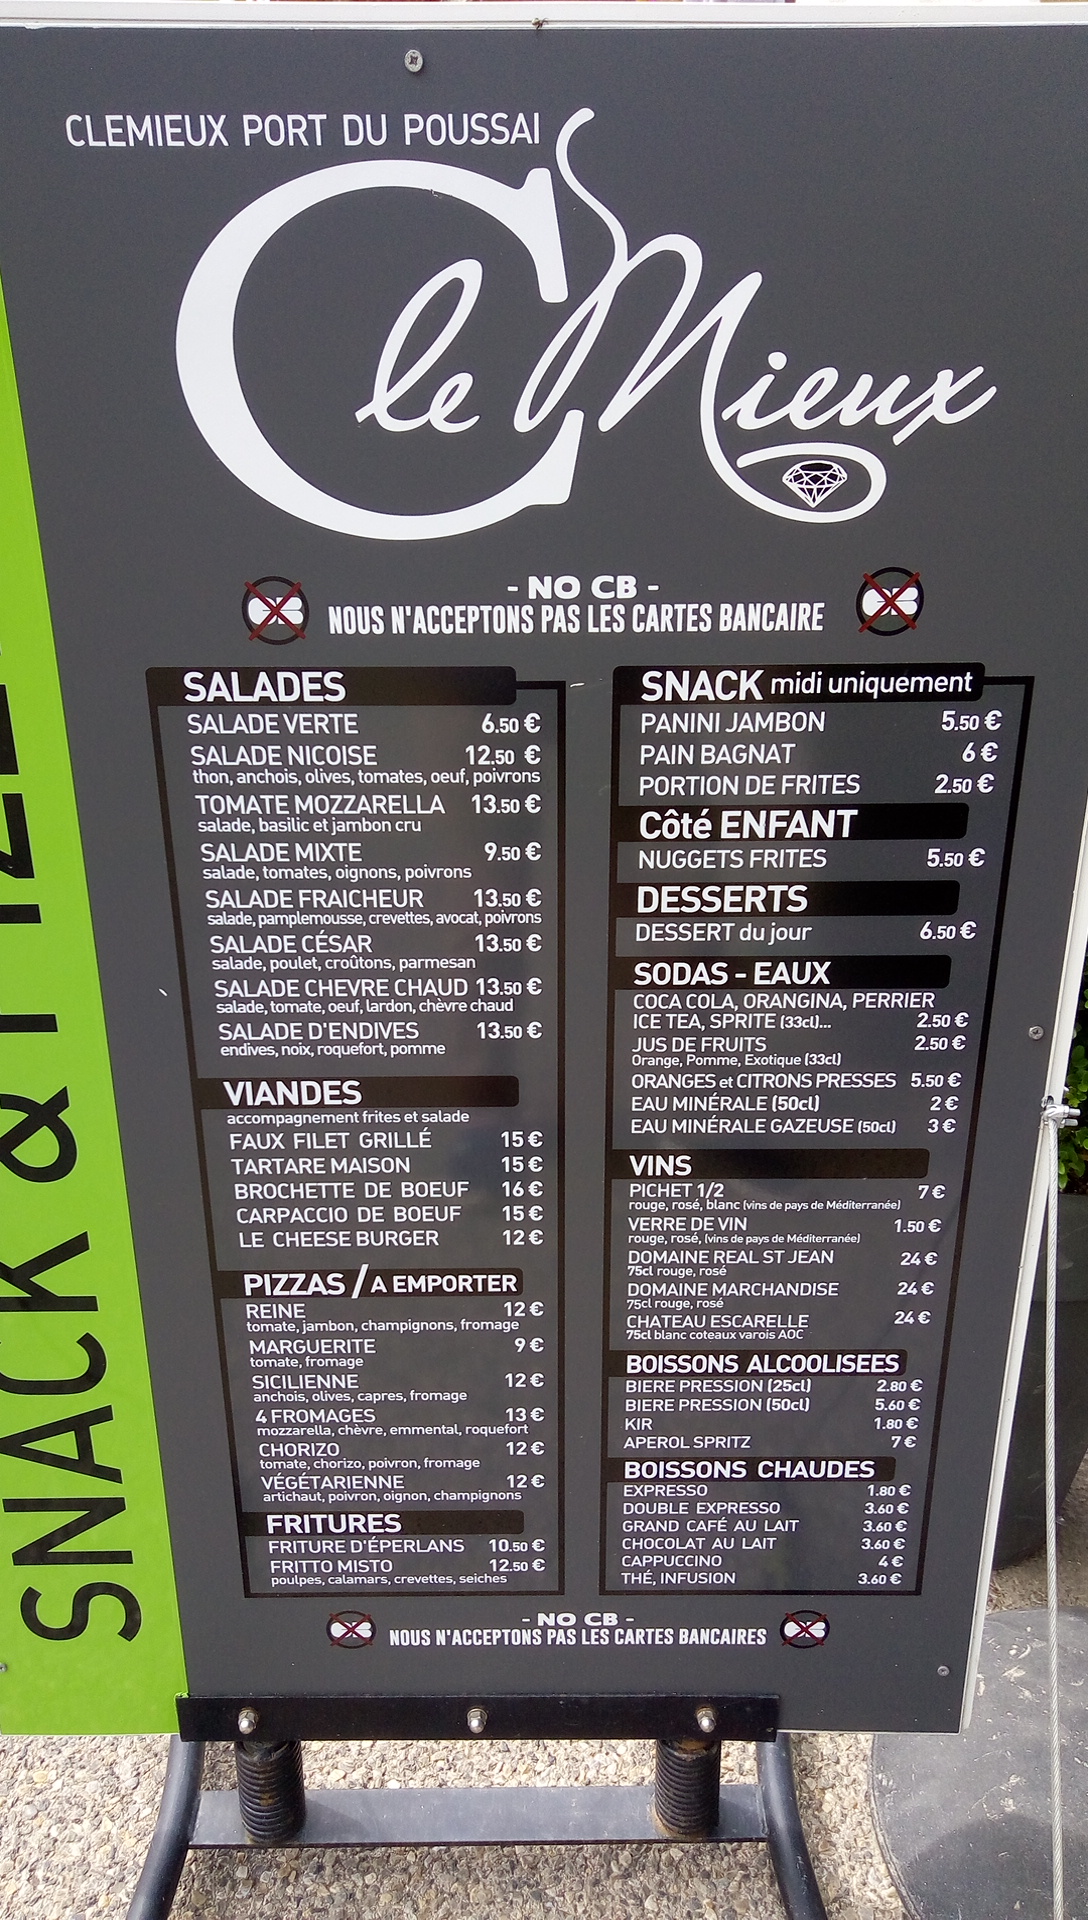 CLEMIEUX PORT DU POUSSAI
Cle Mieux
- NO CB -
NOUS N'ACCEPTONS PAS LES CARTES BANCAIRE
SALADES
SALADE VERTE 6.50 €
SALADE NICOISE 12.50 €
thon, anchois, olives, tomates, oeuf, poivrons
TOMATE MOZZARELLA 13.50 €
salade, basilic et jambon cru
SALADE MIXTE 9.50 €
salade, tomates, oignons, poivrons
SALADE FRAICHEUR 13.50 €
salade, pamplemousse, crevettes, avocat, poivrons
SALADE CÉSAR 13.50 €
salade, poulet, croûtons, parmesan
SALADE CHEVRE CHAUD 13.50 €
salade, tomate, oeuf, lardon, chèvre chaud
SALADE D'ENDIVES 13.50 €
endives, noix, roquefort, pomme
VIANDES
accompagnement frites et salade
FAUX FILET GRILLÉ 15 €
TARTARE MAISON 15 €
BROCHETTE DE BOEUF 16 €
CARPACCIO DE BOEUF 15 €
LE CHEESE BURGER 12 €
PIZZAS / A EMPORTER
REINE 12 €
tomate, jambon, champignons, fromage
MARGUERITE 9 €
tomate, fromage
SICILIENNE 12 €
anchois, olives, capres, fromage
4 FROMAGES 13 €
mozzarella, chèvre, emmental, roquefort
CHORIZO 12 €
tomate, chorizo, poivron, fromage
VÉGÉTARIENNE 12 €
artichaut, poivron, oignon, champignons
FRITURES
FRITURE D'ÉPERLANS 10.50 €
FRITTO MISTO 12.50 €
poulpes, calamars, crevettes, seiches
SNACK midi uniquement
PANINI JAMBON 5.50 €
PAIN BAGNAT 6 €
PORTION DE FRITES 2.50 €
Côté ENFANT
NUGGETS FRITES 5.50 €
DESSERTS
DESSERT du jour 6.50 €
SODAS - EAUX
COCA COLA, ORANGINA, PERRIER
ICE TEA, SPRITE (33cl)... 2.50 €
JUS DE FRUITS 2.50 €
Orange, Pomme, Exotique (33cl)
ORANGES et CITRONS PRESSES 5.50 €
EAU MINÉRALE (50cl) 2 €
EAU MINÉRALE GAZEUSE (50cl) 3 €
VINS
PICHET 1/2 7 €
rouge, rosé, blanc (vins de pays de Méditerranée)
VERRE DE VIN 1.50 €
rouge, rosé, (vins de pays de Méditerranée)
DOMAINE REAL ST JEAN 24 €
75cl rouge, rosé
DOMAINE MARCHANDISE 24 €
75cl rouge, rosé
CHATEAU ESCARELLE 24 €
75cl blanc coteaux varois AOC
BOISSONS ALCOOLISEES
BIERE PRESSION (25cl) 2.80 €
BIERE PRESSION (50cl) 5.60 €
KIR 1.80 €
APEROL SPRITZ 7 €
BOISSONS CHAUDES
EXPRESSO 1.80 €
DOUBLE EXPRESSO 3.60 €
GRAND CAFÉ AU LAIT 3.60 €
CHOCOLAT AU LAIT 3.60 €
CAPPUCCINO 4 €
THÉ, INFUSION 3.60 €
- NO CB -
NOUS N'ACCEPTONS PAS LES CARTES BANCAIRES
SNACK &